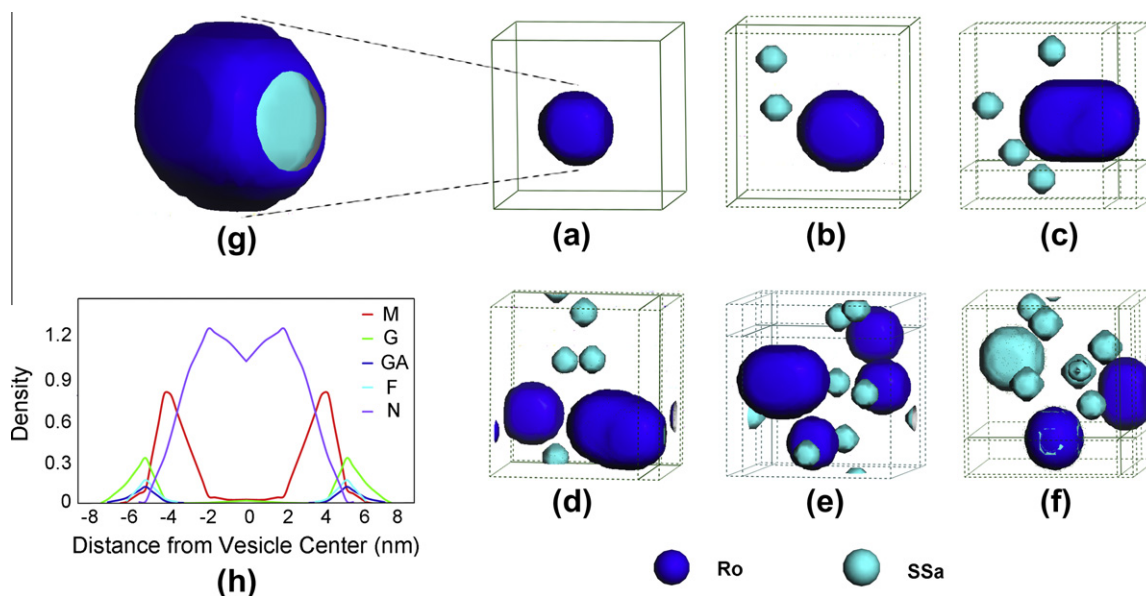 (g)
(a)
(b)
(c)
M
G
GA
F
N
1.2
0.9
0.6
0.3
0
Density
-8 -6 -4 -2 0 2 4 6 8
Distance from Vesicle Center (nm)
(h)
(d)
(e)
(f)
Ro
SSa